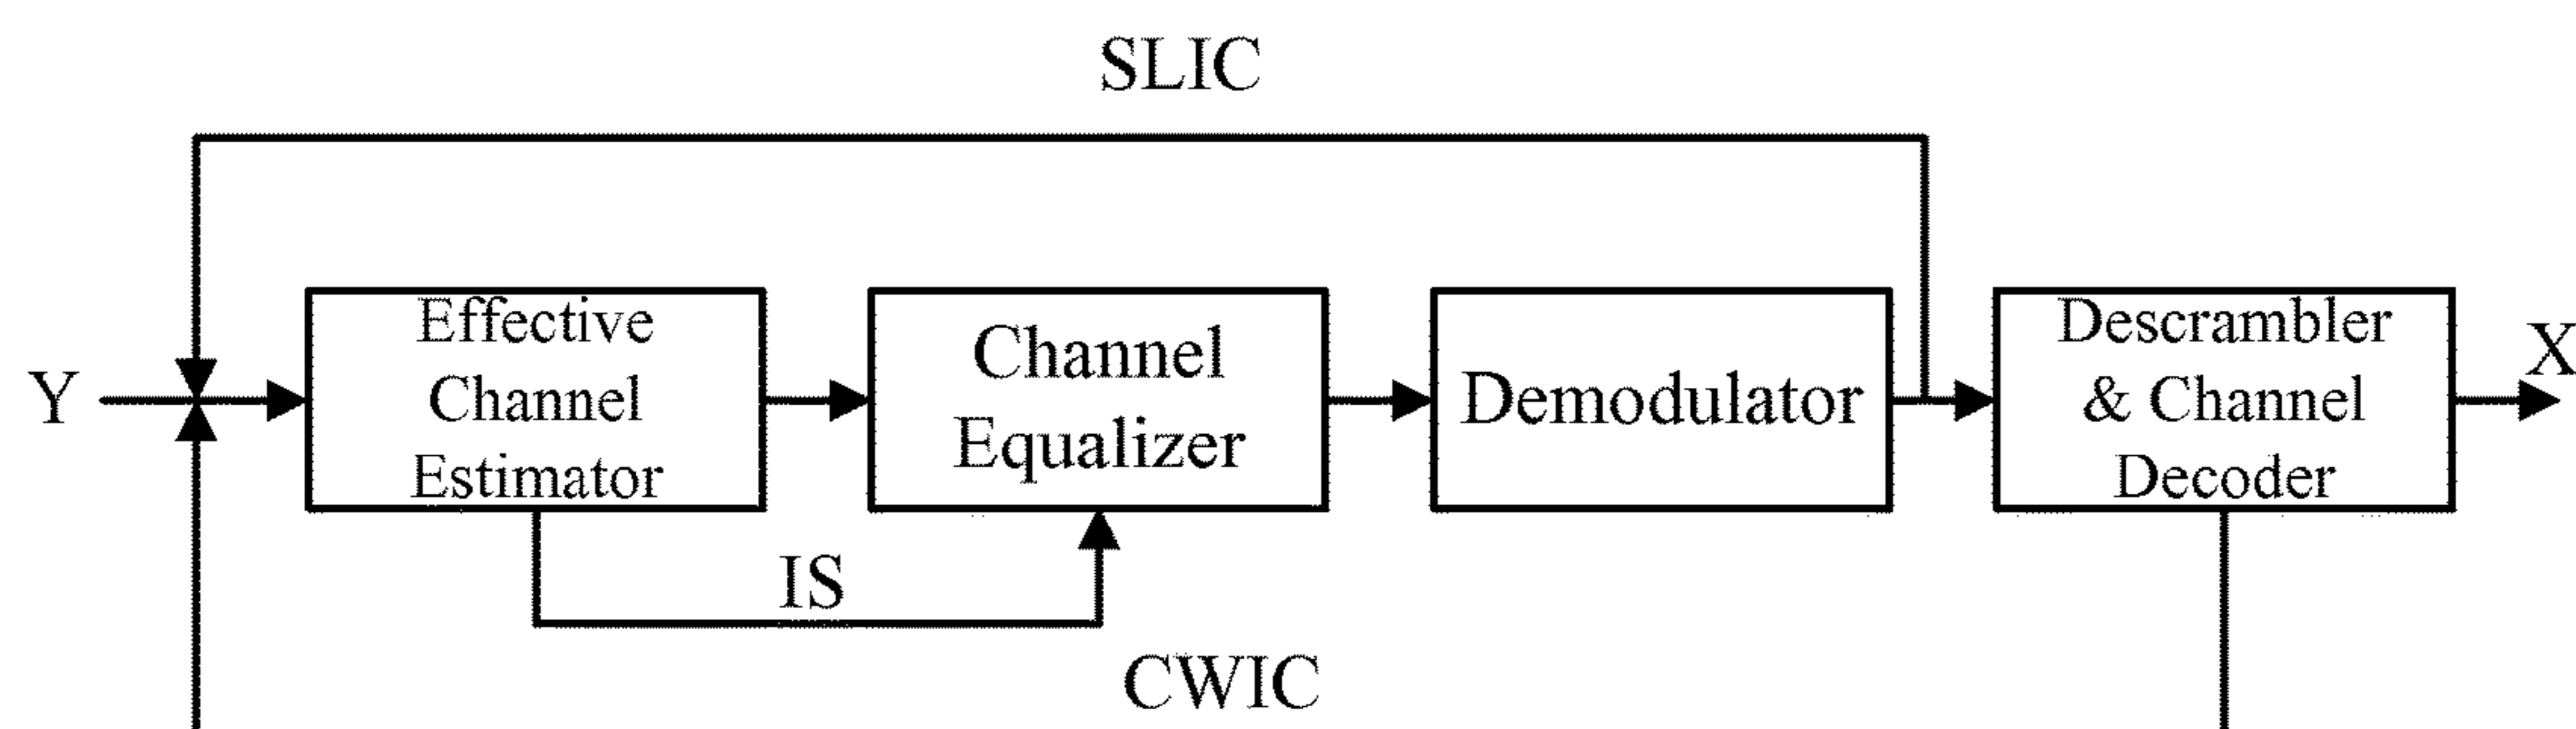 SLIC
Y
Effective
Channel
Estimator
Channel
Equalizer
Demodulator
Descrambler
& Channel
Decoder
X
IS
CWIC